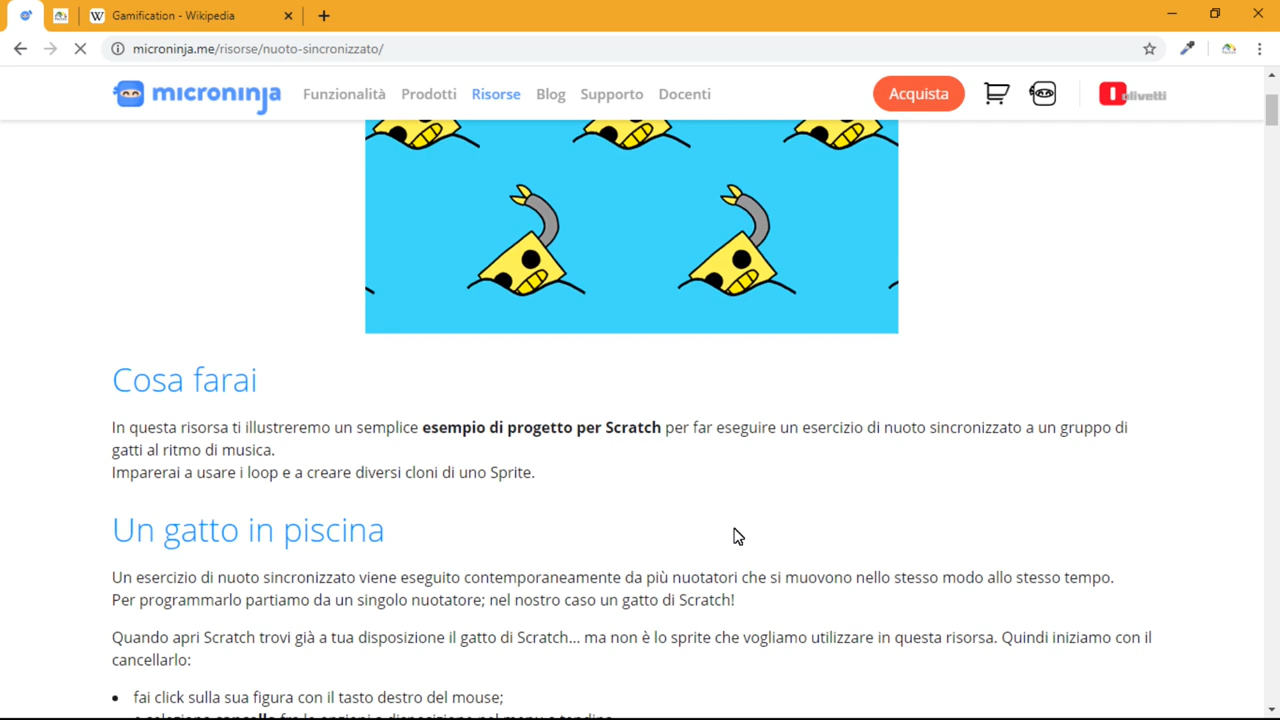 Gamification - Wikipedia
microninja.me/risorse/nuoto-sincronizzato/
microninja Funzionalità Prodotti Risorse Blog Supporto Docenti Acquista olivetti
Cosa farai
In questa risorsa ti illustreremo un semplice esempio di progetto per Scratch per far eseguire un esercizio di nuoto sincronizzato a un gruppo di
gatti al ritmo di musica.
Imparerai a usare i loop e a creare diversi cloni di uno Sprite.
Un gatto in piscina
Un esercizio di nuoto sincronizzato viene eseguito contemporaneamente da più nuotatori che si muovono nello stesso modo allo stesso tempo.
Per programmarlo partiamo da un singolo nuotatore; nel nostro caso un gatto di Scratch!
Quando apri Scratch trovi già a tua disposizione il gatto di Scratch... ma non è lo sprite che vogliamo utilizzare in questa risorsa. Quindi iniziamo con il
cancellarlo:
• fai click sulla sua figura con il tasto destro del mouse;